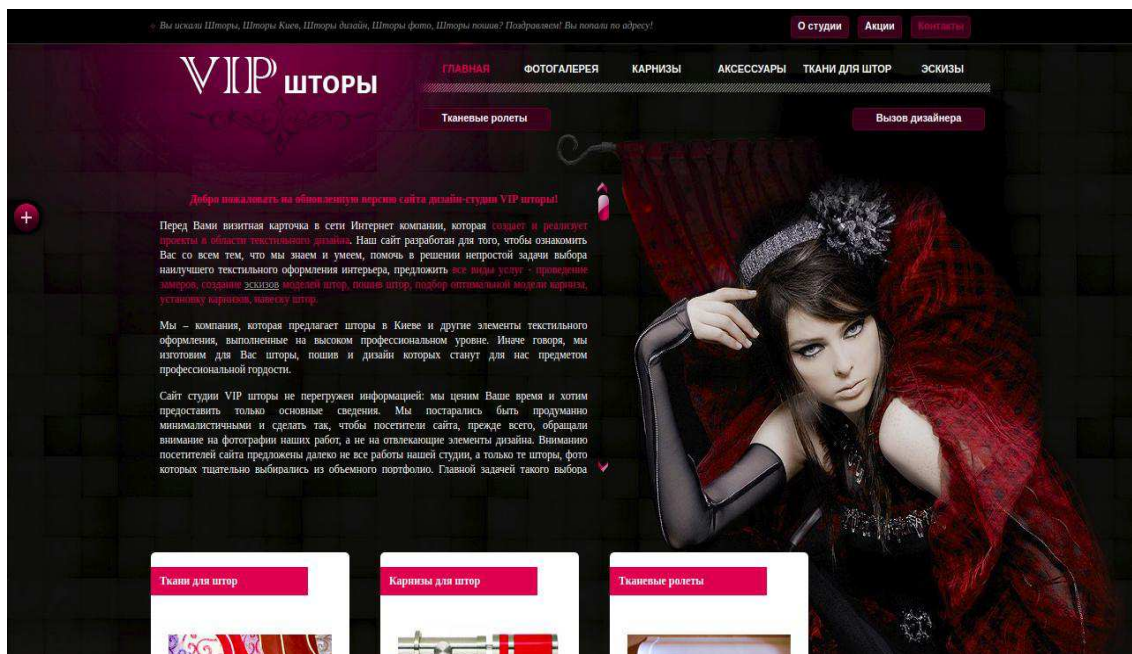 Вы искали Шторы, Шторы Киев, Шторы дизайн, Шторы фото, Шторы пошив? Поздравляем! Вы попали по адресу!
О студии
Акции
Контакты
VIP шторы
ГЛАВНАЯ
ФОТОГАЛЕРЕЯ
КАРНИЗЫ
АКСЕССУАРЫ
ТКАНИ ДЛЯ ШТОР
ЭСКИЗЫ
Тканевые ролеты
Вызов дизайнера
Добро пожаловать на обновленную версию сайта дизайн-студии VIP шторы!
Перед Вами визитная карточка в сети Интернет компании, которая создает и реализует
проекты в области текстильного дизайна. Наш сайт разработан для того, чтобы ознакомить
Вас со всем тем, что мы знаем и умеем, помочь в решении непростой задачи выбора
наилучшего текстильного оформления интерьера, предложить все виды услуг - проведение
замеров, создание эскизов моделей штор, пошив штор, подбор оптимальной модели карниза,
установку карнизов, навеску штор.
Мы – компания, которая предлагает шторы в Киеве и другие элементы текстильного
оформления, выполненные на высоком профессиональном уровне. Иначе говоря, мы
изготовим для Вас шторы, пошив и дизайн которых станут для нас предметом
профессиональной гордости.
Сайт студии VIP шторы не перегружен информацией: мы ценим Ваше время и хотим
предоставить только основные сведения. Мы постарались быть продуманно
минималистичными и сделать так, чтобы посетители сайта, прежде всего, обращали
внимание на фотографии наших работ, а не на отвлекающие элементы дизайна. Вниманию
посетителей сайта предложены далеко не все работы нашей студии, а только те шторы, фото
которых тщательно выбирались из объемного портфолио. Главной задачей такого выбора
Ткани для штор
Карнизы для штор
Тканевые ролеты